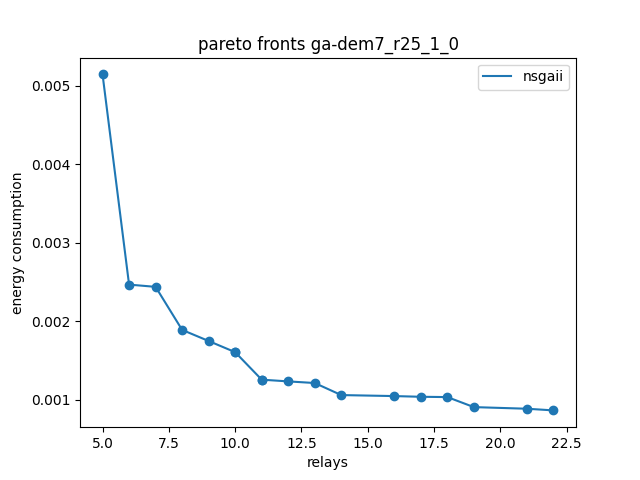 pareto fronts ga-dem7_r25_1_0
nsgaii
0.005
0.004
0.003
0.002
0.001
energy consumption
5.0 7.5 10.0 12.5 15.0 17.5 20.0 22.5
relays